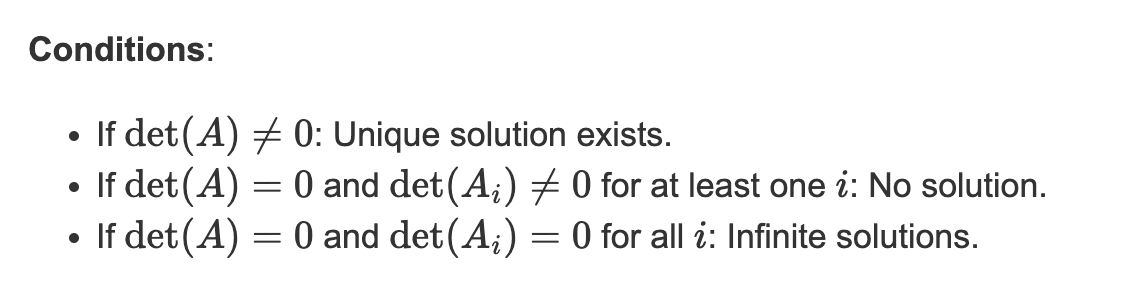 Conditions:
• If det(A) ≠ 0: Unique solution exists.
• If det(A) = 0 and det(Aᵢ) ≠ 0 for at least one i: No solution.
• If det(A) = 0 and det(Aᵢ) = 0 for all i: Infinite solutions.